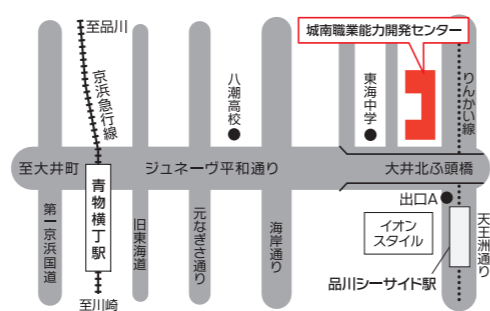 至品川
城南職業能力開発センター
京浜急行線
八潮高校
東海中学
りんかい線
至大井町
ジュネーヴ平和通り
大井北ふ頭橋
青物横丁駅
出口A
第一京浜国道
旧東海道
元なぎさ通り
海岸通り
イオン
スタイル
天王洲通り
品川シーサイド駅
至川崎